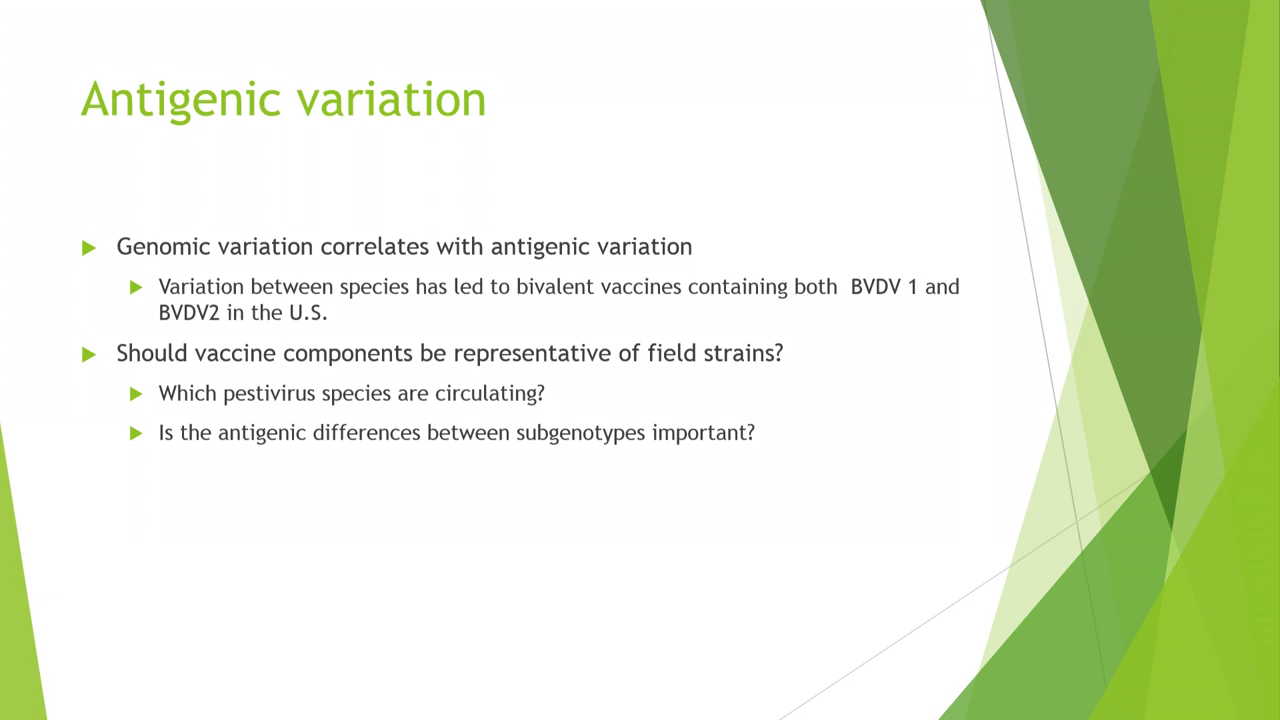 Antigenic variation
Genomic variation correlates with antigenic variation
Variation between species has led to bivalent vaccines containing both  BVDV 1 and
BVDV2 in the U.S.
Should vaccine components be representative of field strains?
Which pestivirus species are circulating?
Is the antigenic differences between subgenotypes important?